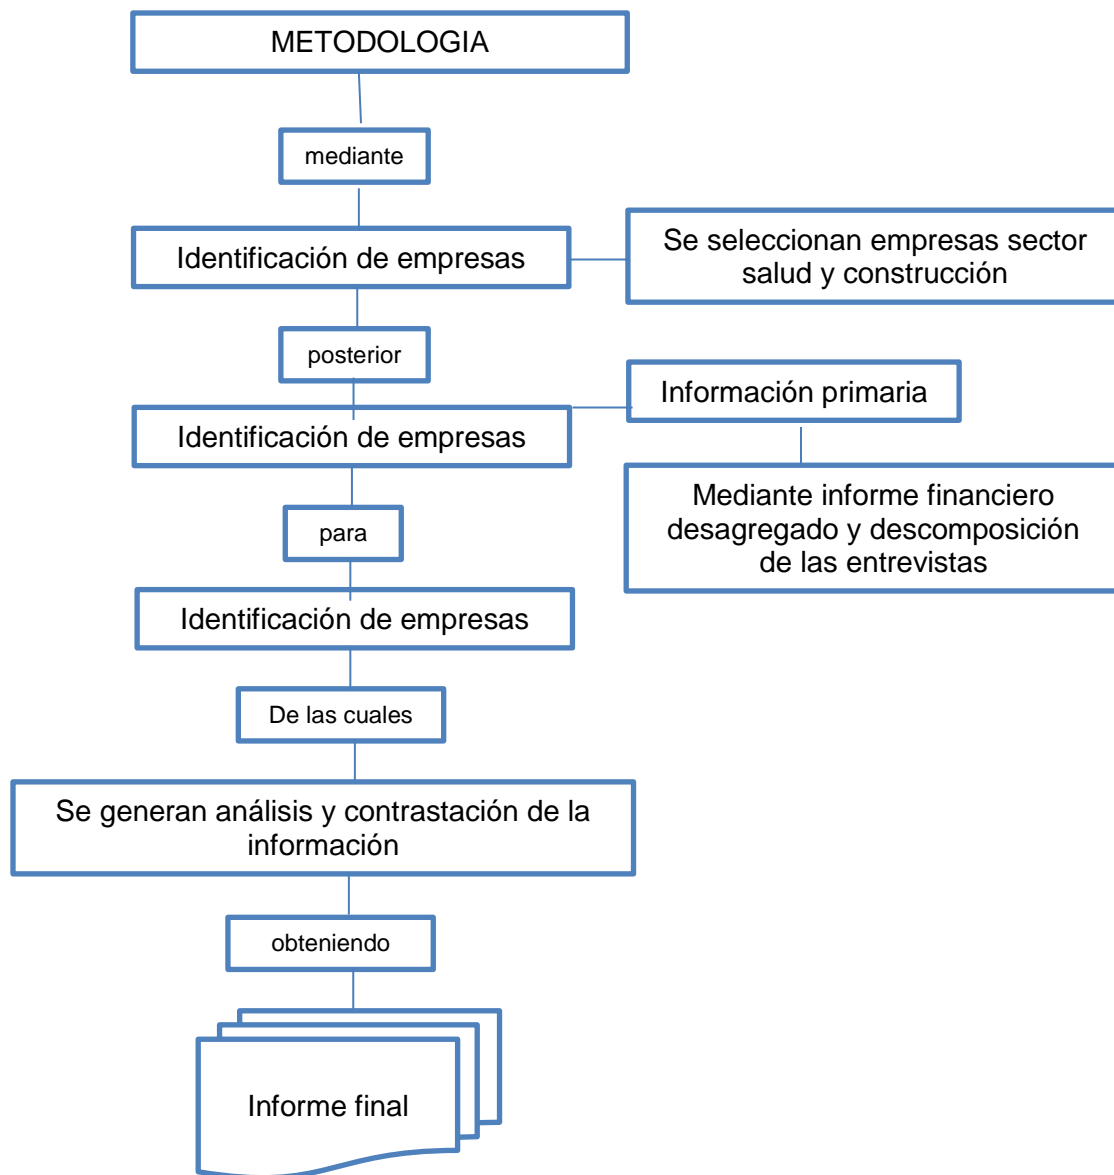 METODOLOGIA
mediante
Identificación de empresas
Se seleccionan empresas sector
salud y construcción
posterior
Identificación de empresas
Información primaria
Mediante informe financiero
desagregado y descomposición
de las entrevistas
para
Identificación de empresas
De las cuales
Se generan análisis y contrastación de la
información
obteniendo
Informe final